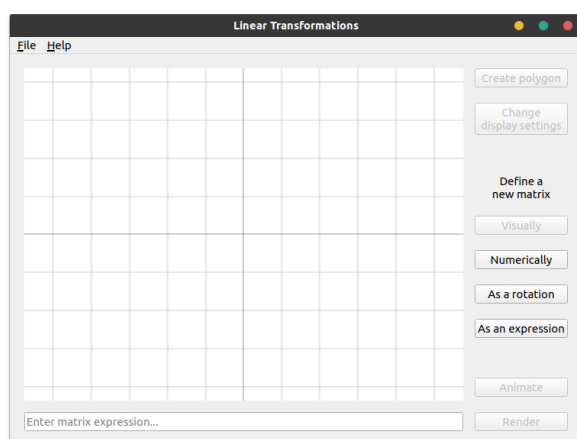 Linear Transformations
File Help
Create polygon
Change
display settings
Define a
new matrix
Visually
Numerically
As a rotation
As an expression
Animate
Enter matrix expression...
Render